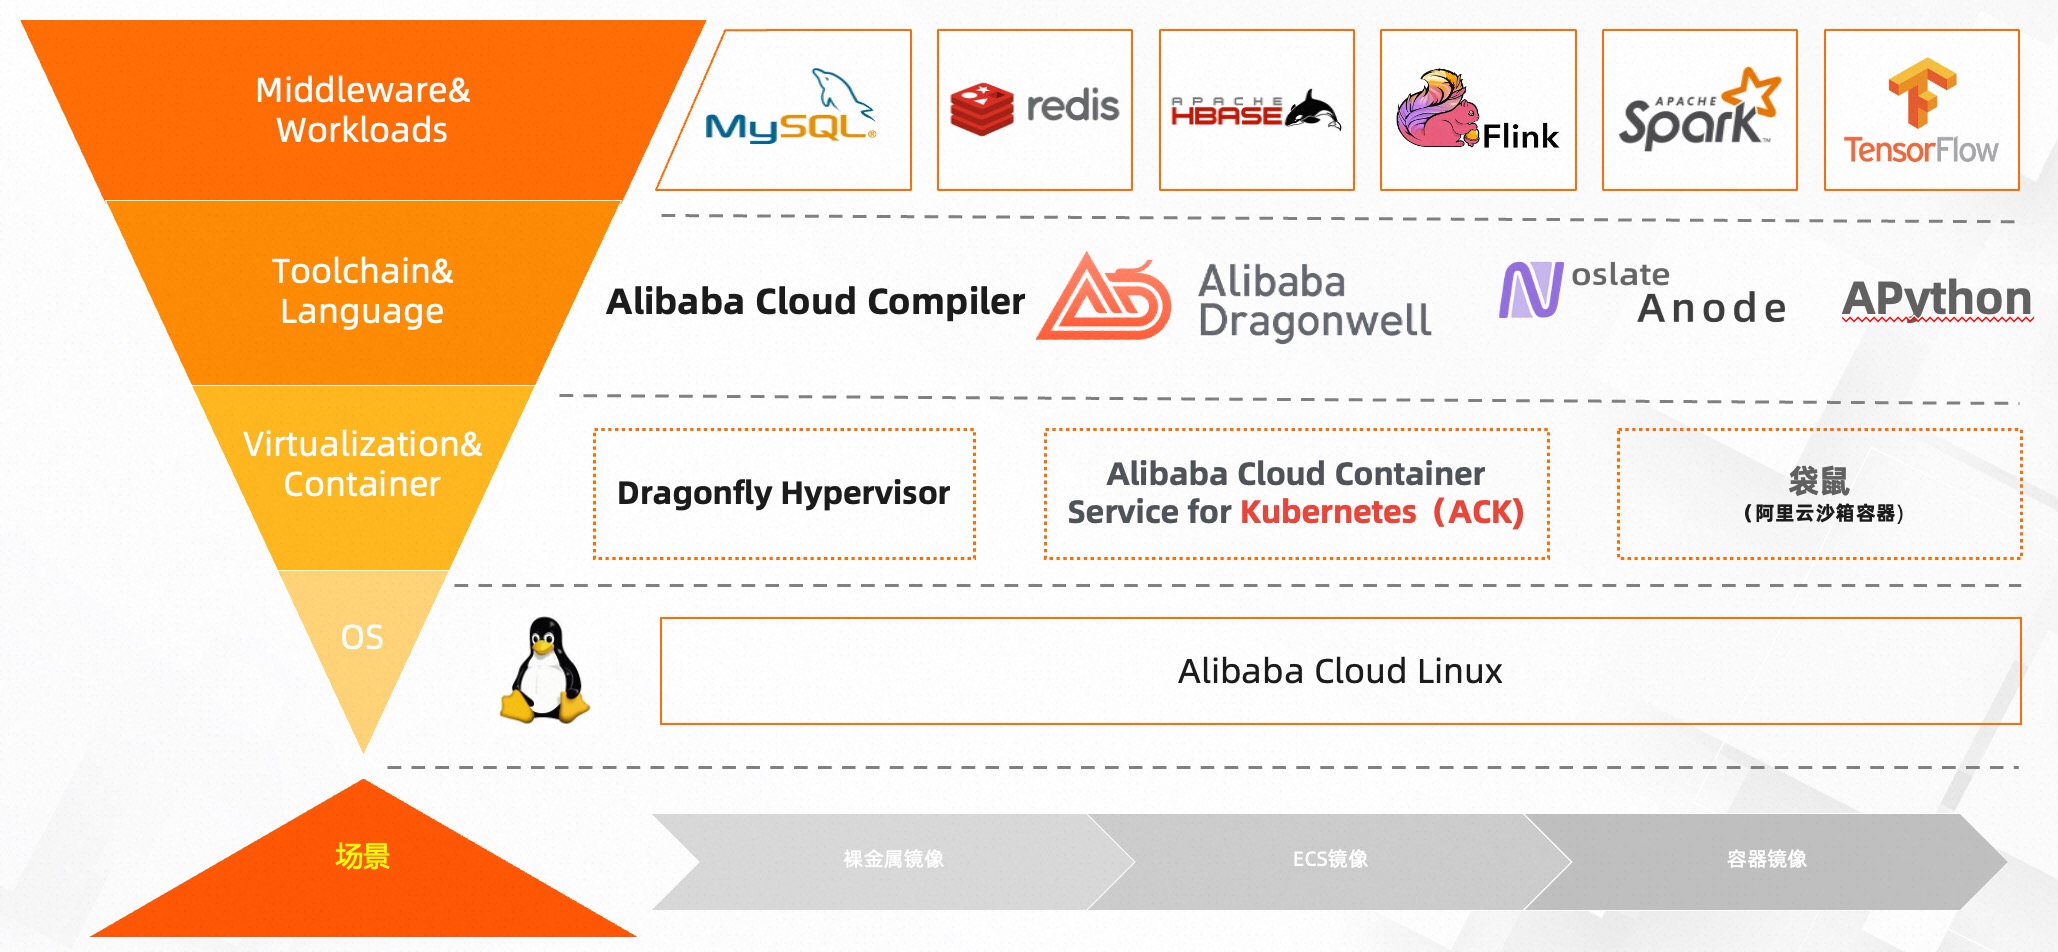 Middleware&
Workloads
MySQL®
redis
APACHE
HBASE
Flink
APACHE
Spark™
TensorFlow
Toolchain&
Language
Alibaba Cloud Compiler
Alibaba
Dragonwell
Noslate
Anode
APython
Virtualization&
Container
Dragonfly Hypervisor
Alibaba Cloud Container
Service for Kubernetes（ACK)
袋鼠
（阿里云沙箱容器)
OS
Alibaba Cloud Linux
场景
裸金属镜像
ECS镜像
容器镜像